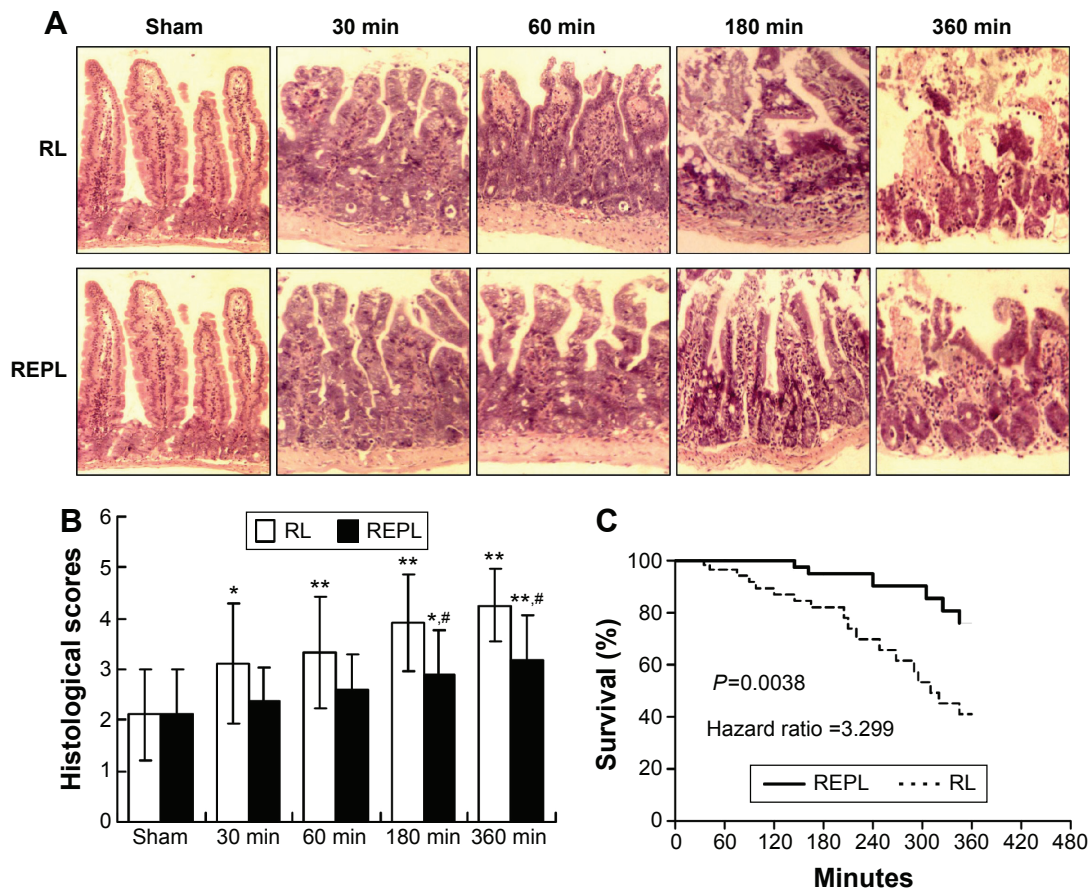 A
Sham 30 min 60 min 180 min 360 min
RL
REPL
B
Histological scores
6
5
4
3
2
1
0
RL REPL
*
**
**
*,#
**
**,#
Sham 30 min 60 min 180 min 360 min
C
Survival (%)
100
80
60
40
20
0
P=0.0038
Hazard ratio =3.299
REPL RL
0 60 120 180 240 300 360 420 480
Minutes